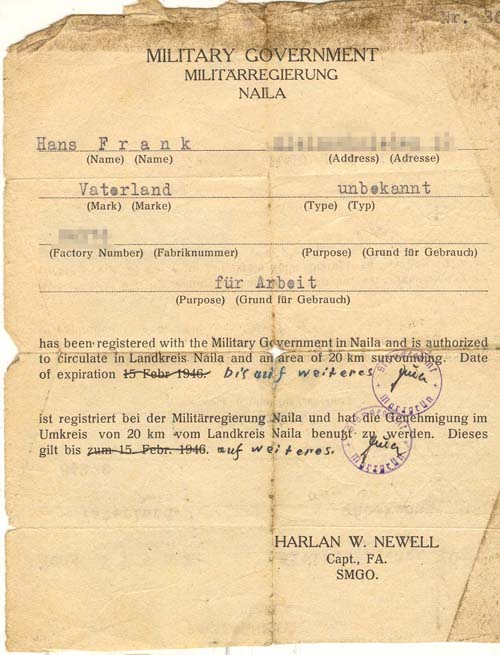 Nr.
MILITARY GOVERNMENT
MILITÄRREGIERUNG
NAILA
Hans Frank
(Name) (Name) (Address) (Adresse)
Vaterland unbekannt
(Mark) (Marke) (Type) (Typ)
(Factory Number) (Fabriknummer) (Purpose) (Grund für Gebrauch)
für Arbeit
(Purpose) (Grund für Gebrauch)
has been registered with the Military Government in Naila and is authorized
to circulate in Landkreis Naila and an area of 20 km surrounding. Date
of expiration 15 Febr 1946. bis auf weiteres
ist registriert bei der Militärregierung Naila und hat die Genehmigung im
Umkreis von 20 km vom Landkreis Naila benußt zu werden. Dieses
gilt bis zum 15. Febr. 1946. auf weiteres.
HARLAN W. NEWELL
Capt., FA.
SMGO.